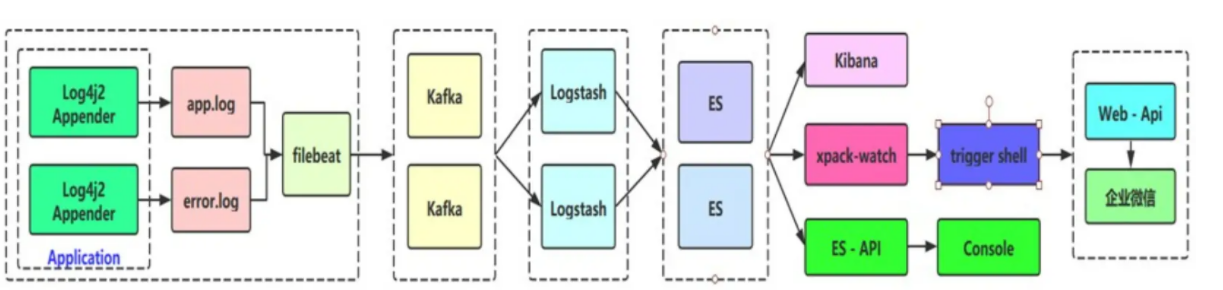 Log4j2
Appender
app.log
Log4j2
Appender
error.log
Application
filebeat
Kafka
Kafka
Logstash
Logstash
ES
ES
Kibana
xpack-watch
trigger shell
ES - API
Console
Web - Api
企业微信